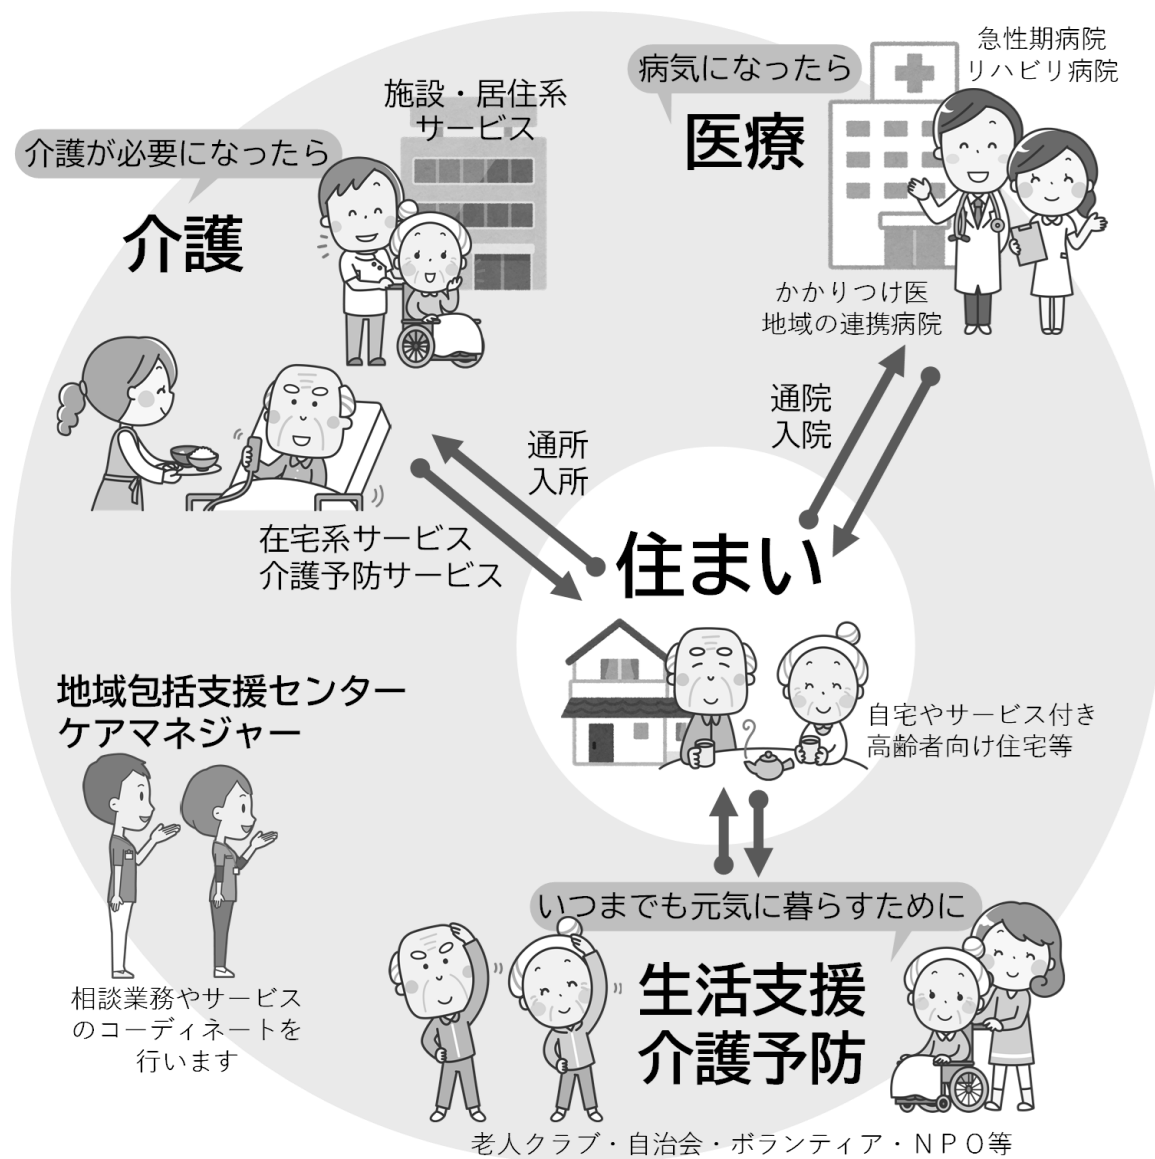 病気になったら
医療
急性期病院
リハビリ病院
かかりつけ医
地域の連携病院
通院
入院
介護が必要になったら
介護
施設・居住系
サービス
通所
入所
在宅系サービス
介護予防サービス
住まい
自宅やサービス付き
高齢者向け住宅等
地域包括支援センター
ケアマネジャー
相談業務やサービス
のコーディネートを
行います
いつまでも元気に暮らすために
生活支援
介護予防
老人クラブ・自治会・ボランティア・ＮＰＯ等